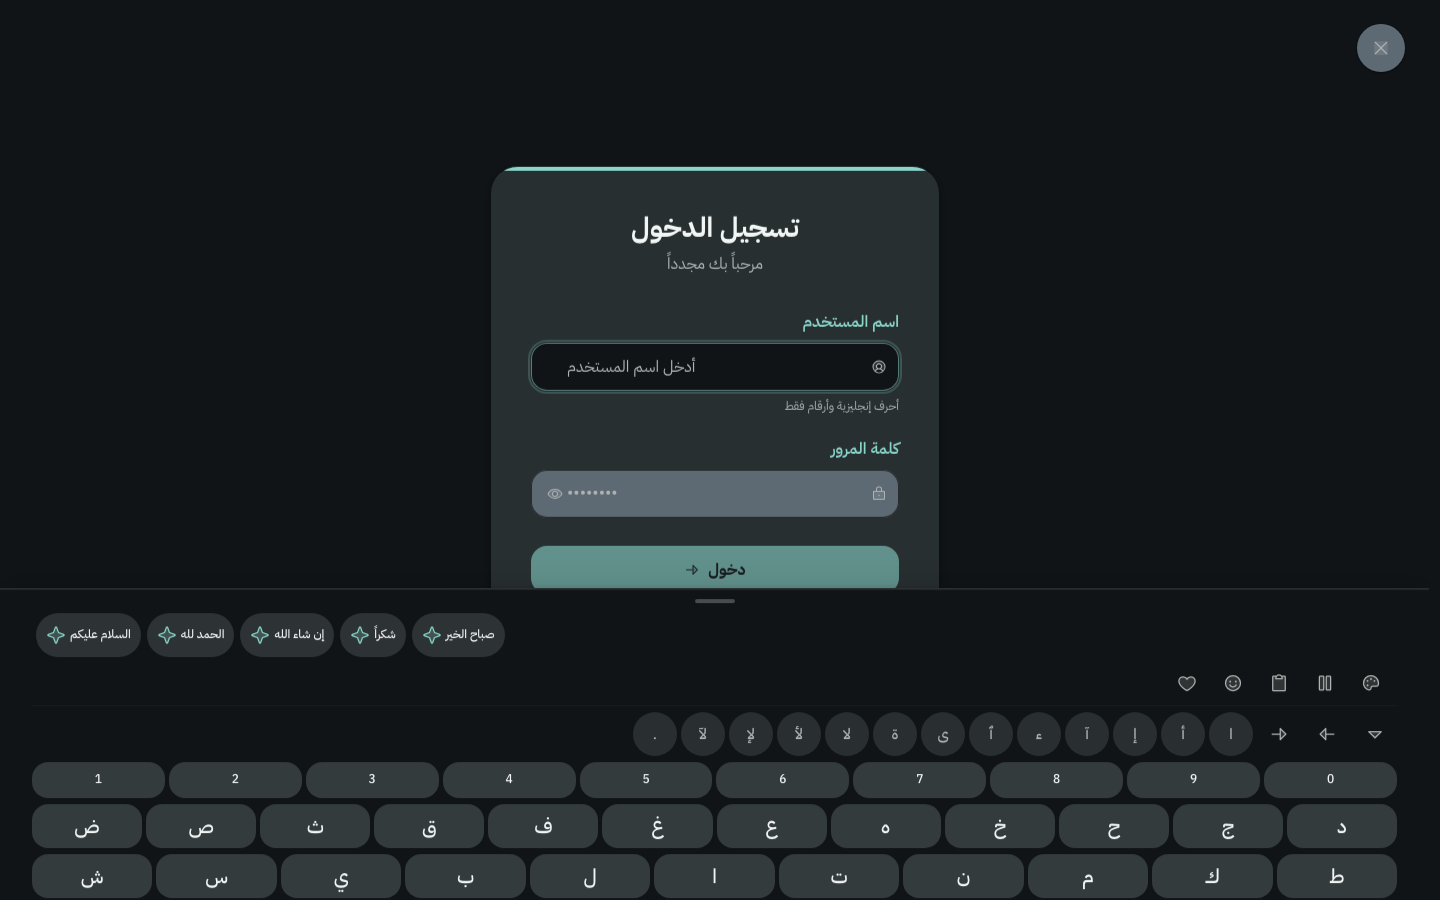 تسجيل الدخول
مرحباً بك مجدداً
اسم المستخدم
أدخل اسم المستخدم
أحرف إنجليزية وأرقام فقط
كلمة المرور
••••••••
دخول
صباح الخير شكراً إن شاء الله الحمد لله السلام عليكم
ا أ إ آ ء ٱ ى ة لا لأ لإ لآ .
1 2 3 4 5 6 7 8 9 0
د ج ح خ ه ع غ ف ق ث ص ض
ط ك م ن ت ا ل ب ي س ش